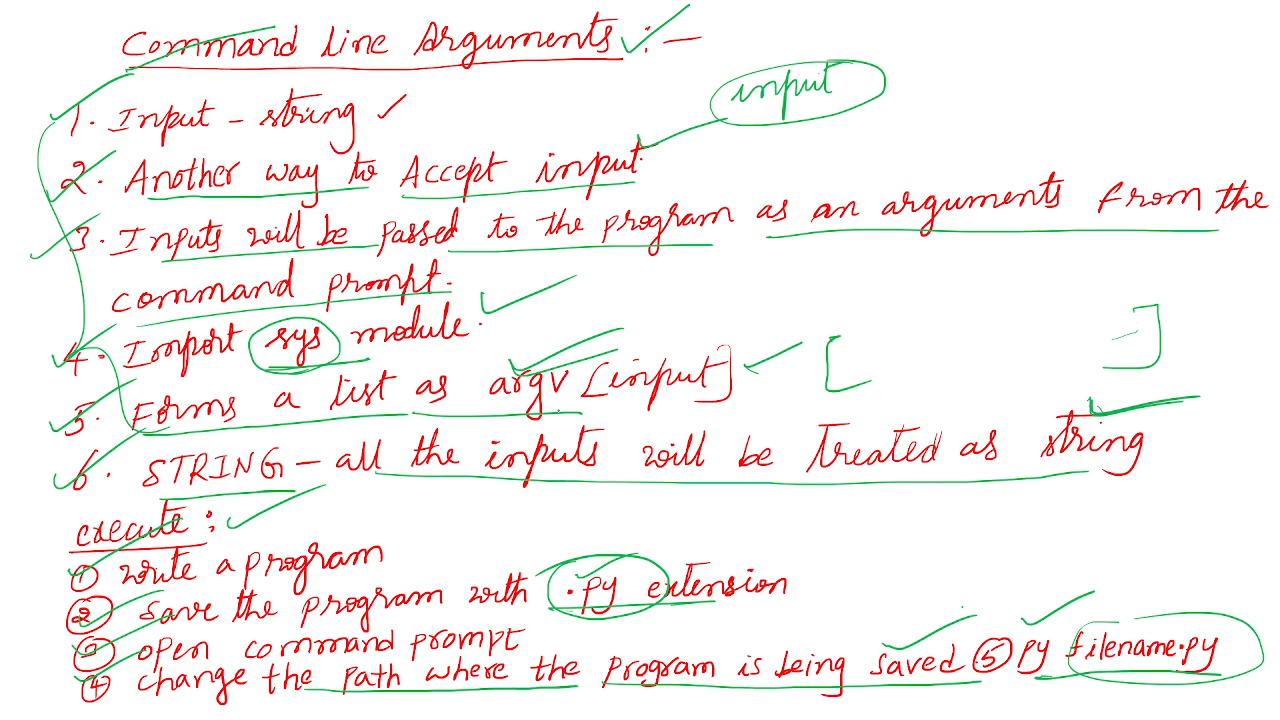 Command line Arguments :-
input
1. Input - string
2. Another way to Accept input.
3. Inputs will be passed to the program as an arguments from the
command prompt.
4. Import sys module.
5. Forms a list as argv [input] [ ]
6. STRING - all the inputs will be treated as string
execute :
① write a program
② save the program with .py extension
③ open command prompt
④ change the path where the program is being saved ⑤ py filename.py